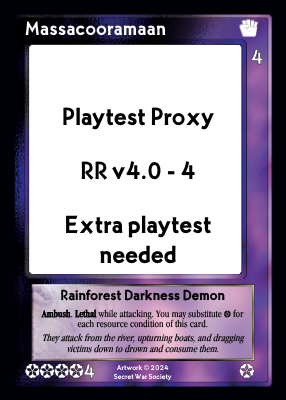 Massacooramaan
4
Playtest Proxy
RR v4.0 - 4
Extra playtest
needed
Rainforest Darkness Demon
Ambush. Lethal while attacking. You may substitute for
each resource condition of this card.
They attack from the river, upturning boats, and dragging
victims down to drown and consume them.
4
Artwork © 2024
Secret War Society